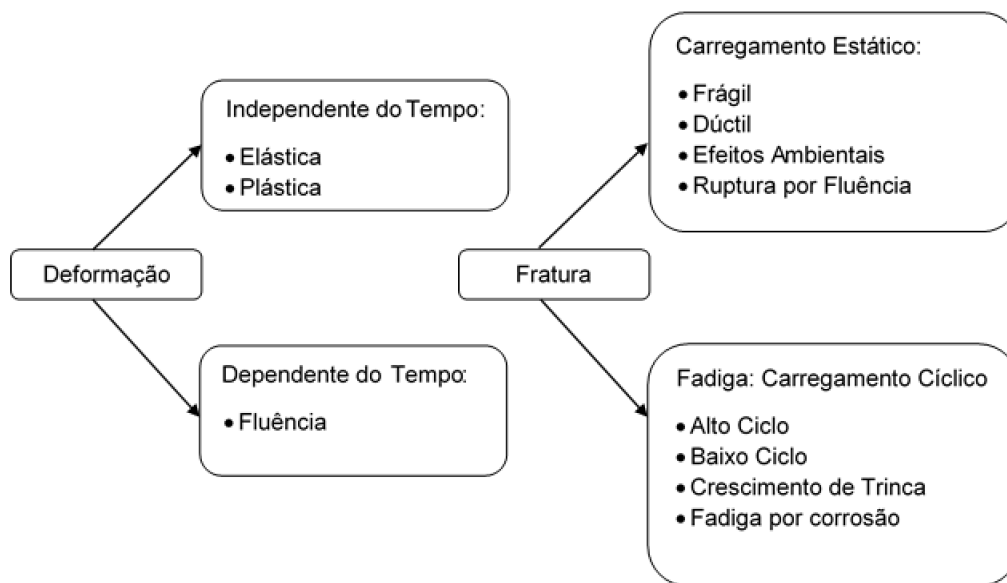 Deformação
Independente do Tempo:
• Elástica
• Plástica
Dependente do Tempo:
• Fluência
Fratura
Carregamento Estático:
• Frágil
• Dúctil
• Efeitos Ambientais
• Ruptura por Fluência
Fadiga: Carregamento Cíclico
• Alto Ciclo
• Baixo Ciclo
• Crescimento de Trinca
• Fadiga por corrosão